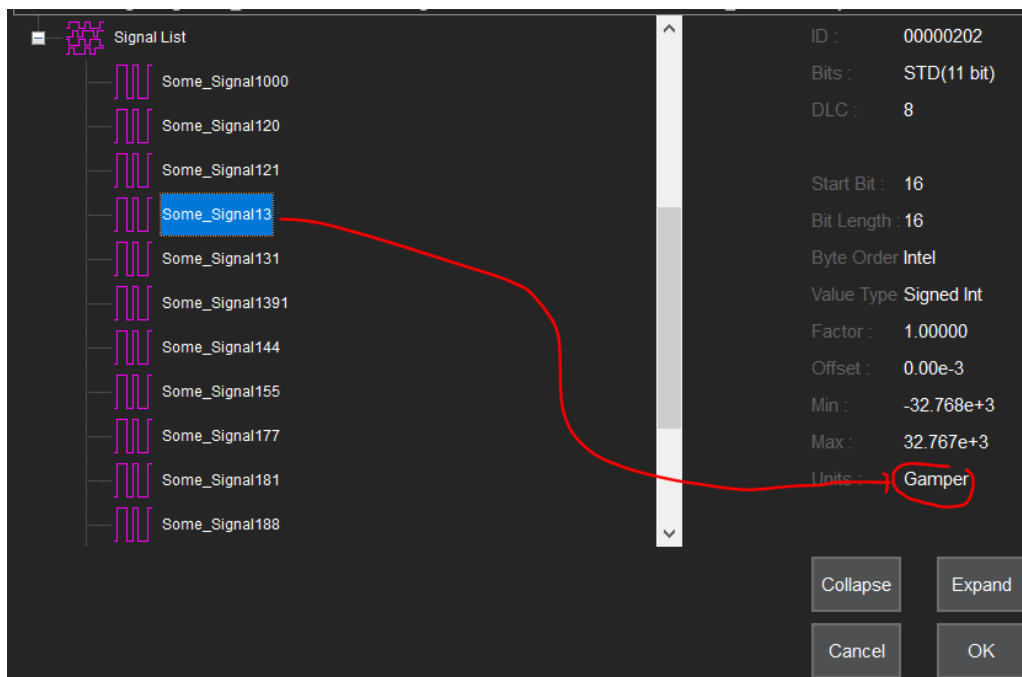 Signal List
Some_Signal1000
Some_Signal120
Some_Signal121
Some_Signal13
Some_Signal131
Some_Signal1391
Some_Signal144
Some_Signal155
Some_Signal177
Some_Signal181
Some_Signal188
ID : 00000202
Bits : STD(11 bit)
DLC : 8
Start Bit : 16
Bit Length : 16
Byte Order Intel
Value Type Signed Int
Factor : 1.00000
Offset : 0.00e-3
Min : -32.768e+3
Max : 32.767e+3
Units : Gamper
Collapse Expand
Cancel OK